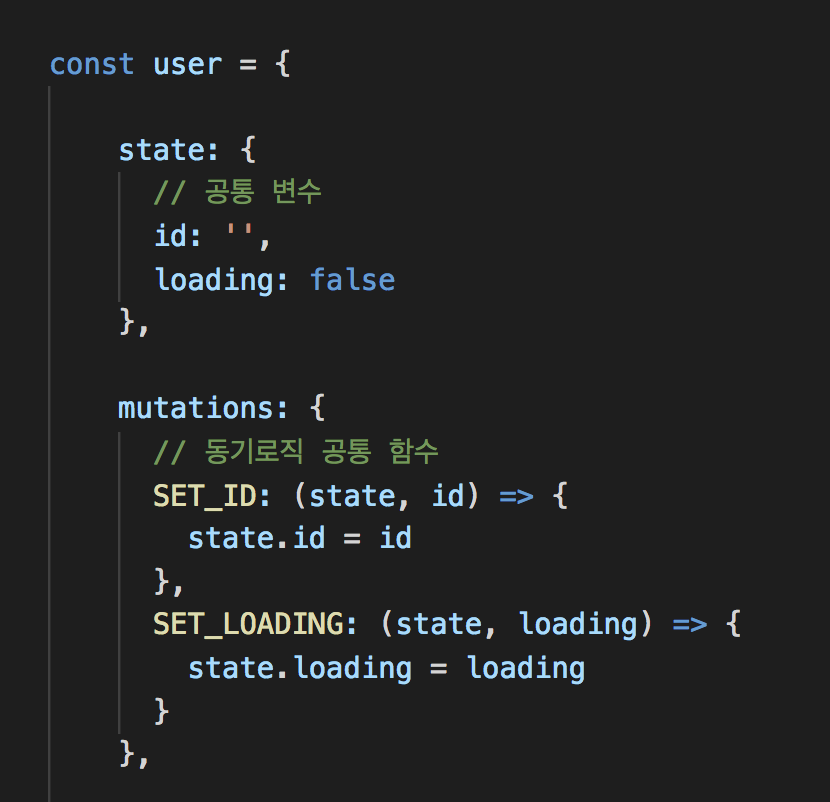 const user = {
state: {
// 공통 변수
id: '',
loading: false
},
mutations: {
// 동기로직 공통 함수
SET_ID: (state, id) => {
state.id = id
},
SET_LOADING: (state, loading) => {
state.loading = loading
}
},